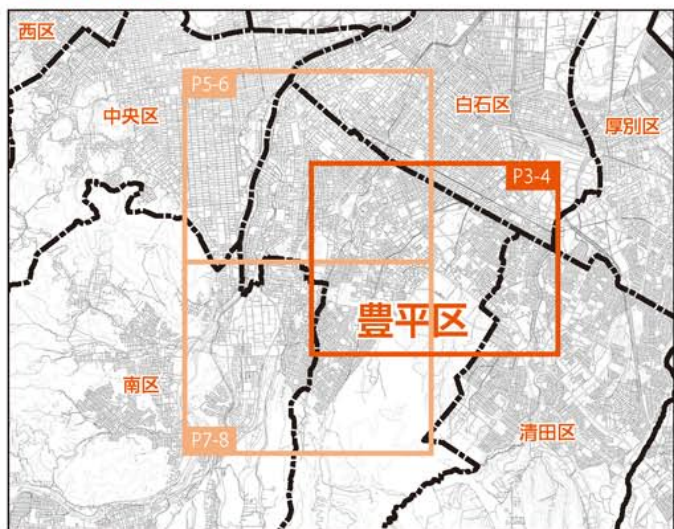 西区
P5-6
中央区
白石区
厚別区
P3-4
豊平区
南区
清田区
P7-8